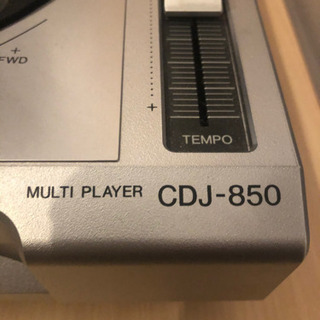 +
FWD
+
TEMPO
MULTI PLAYER CDJ-850